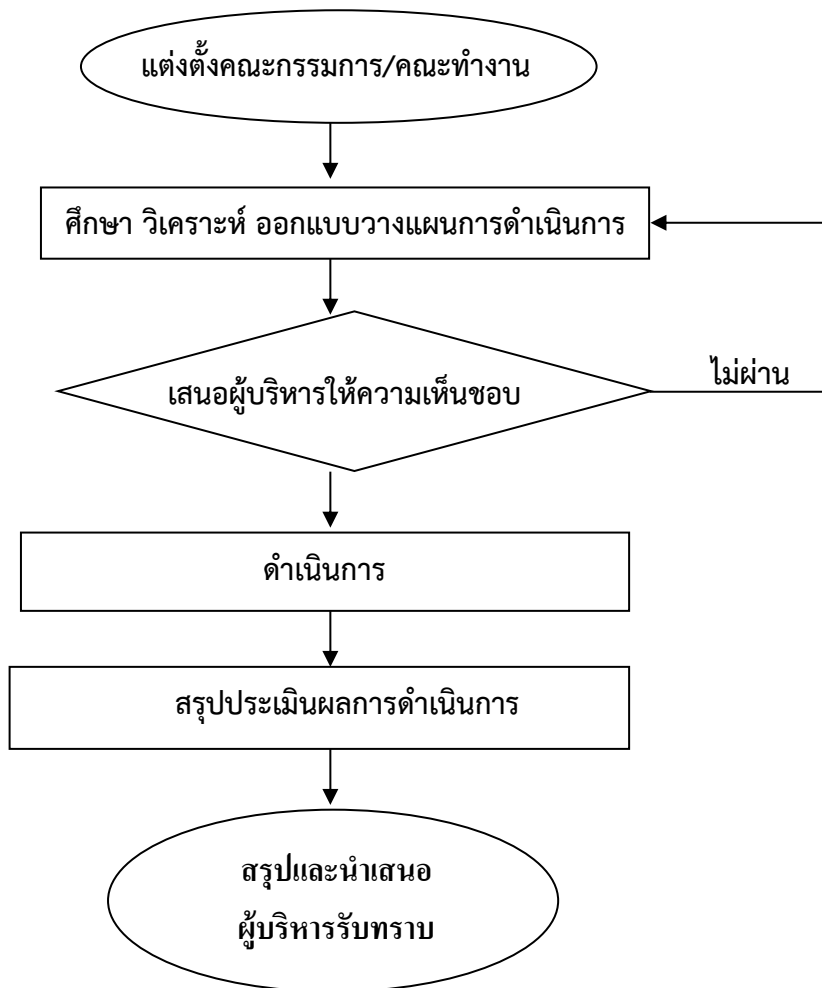 แต่งตั้งคณะกรรมการ/คณะทำงาน
ศึกษา วิเคราะห์ ออกแบบวางแผนการดำเนินการ
ไม่ผ่าน
เสนอผู้บริหารให้ความเห็นชอบ
ดำเนินการ
สรุปประเมินผลการดำเนินการ
สรุปและนำเสนอ
ผู้บริหารรับทราบ